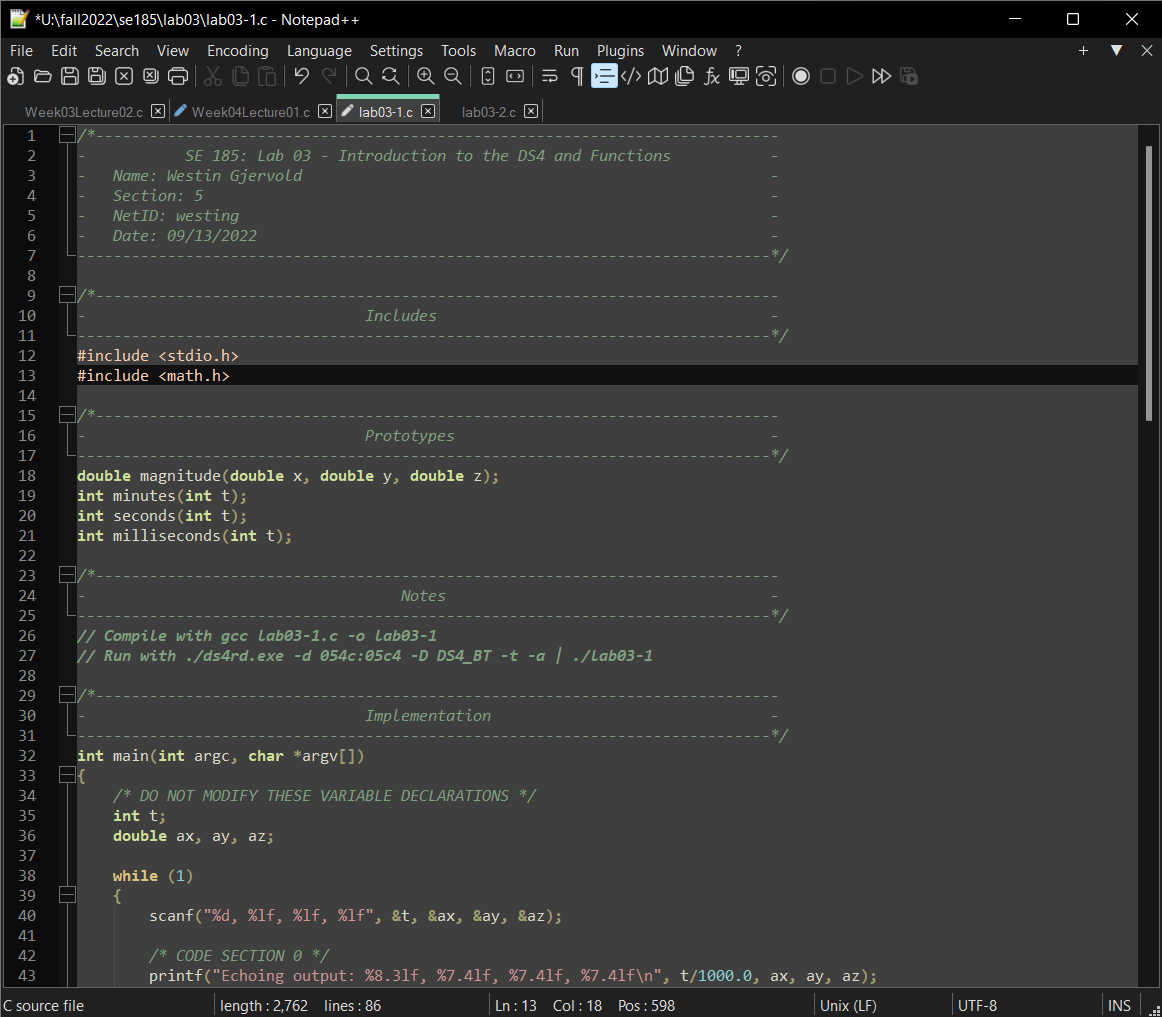 *U:\fall2022\se185\lab03\lab03-1.c - Notepad++
File Edit Search View Encoding Language Settings Tools Macro Run Plugins Window ?
Week03Lecture02.c Week04Lecture01.c lab03-1.c lab03-2.c
1 /*----------------------------------------------------------------------------
2 - SE 185: Lab 03 - Introduction to the DS4 and Functions -
3 - Name: Westin Gjervold -
4 - Section: 5 -
5 - NetID: westing -
6 - Date: 09/13/2022 -
7 -----------------------------------------------------------------------------*/
8
9 /*----------------------------------------------------------------------------
10 - Includes -
11 -----------------------------------------------------------------------------*/
12 #include <stdio.h>
13 #include <math.h>
14
15 /*----------------------------------------------------------------------------
16 - Prototypes -
17 -----------------------------------------------------------------------------*/
18 double magnitude(double x, double y, double z);
19 int minutes(int t);
20 int seconds(int t);
21 int milliseconds(int t);
22
23 /*----------------------------------------------------------------------------
24 - Notes -
25 -----------------------------------------------------------------------------*/
26 // Compile with gcc lab03-1.c -o lab03-1
27 // Run with ./ds4rd.exe -d 054c:05c4 -D DS4_BT -t -a | ./lab03-1
28
29 /*----------------------------------------------------------------------------
30 - Implementation -
31 -----------------------------------------------------------------------------*/
32 int main(int argc, char *argv[])
33 {
34 /* DO NOT MODIFY THESE VARIABLE DECLARATIONS */
35 int t;
36 double ax, ay, az;
37
38 while (1)
39 {
40 scanf("%d, %lf, %lf, %lf", &t, &ax, &ay, &az);
41
42 /* CODE SECTION 0 */
43 printf("Echoing output: %8.3lf, %7.4lf, %7.4lf, %7.4lf\n", t/1000.0, ax, ay, az);
C source file length : 2,762 lines : 86 Ln : 13 Col : 18 Pos : 598 Unix (LF) UTF-8 INS